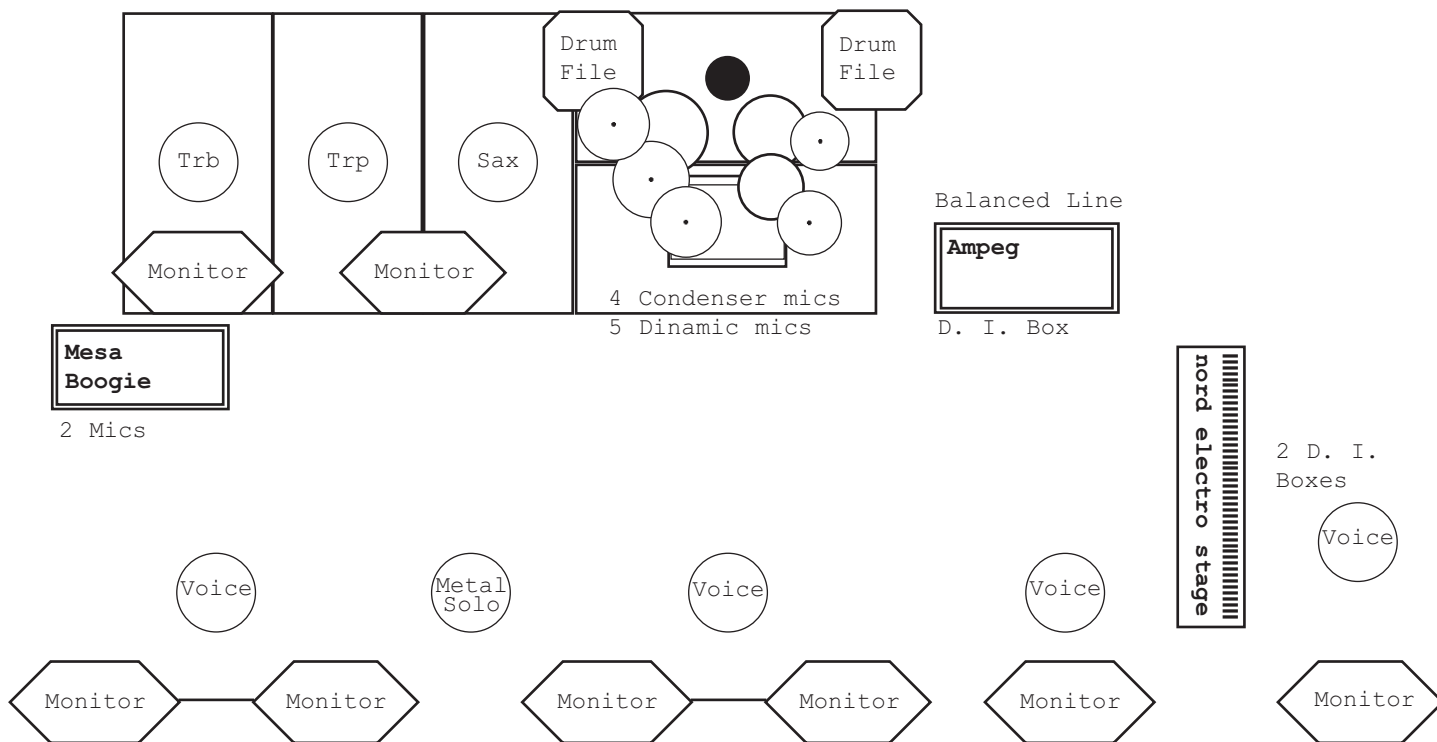 Drum
File
Drum
File
Trb
Trp
Sax
Balanced Line
Ampeg
Monitor
Monitor
4 Condenser mics
5 Dinamic mics
D. I. Box
Mesa
Boogie
2 Mics
nord electro stage
2 D. I.
Boxes
Voice
Voice
Metal
Solo
Voice
Voice
Monitor
Monitor
Monitor
Monitor
Monitor
Monitor